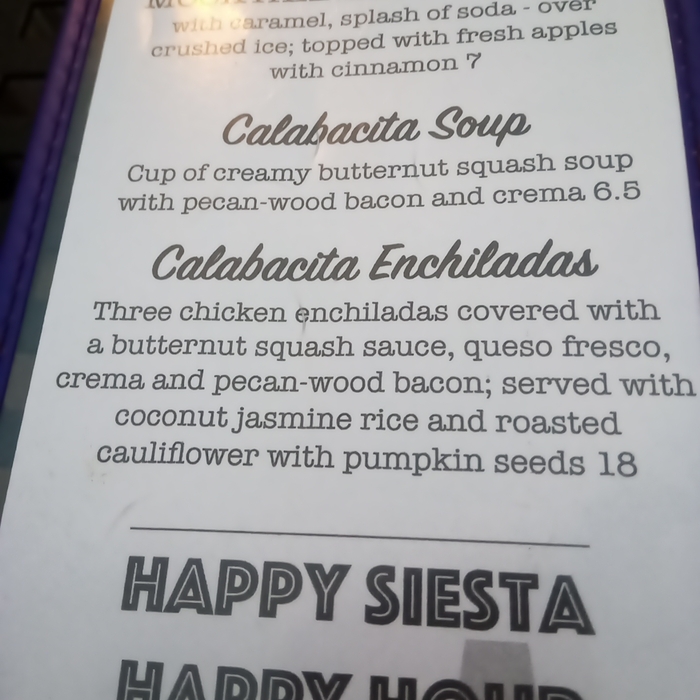 with caramel, splash of soda - over
crushed ice; topped with fresh apples
with cinnamon 7
Calabacita Soup
Cup of creamy butternut squash soup
with pecan-wood bacon and crema 6.5
Calabacita Enchiladas
Three chicken enchiladas covered with
a butternut squash sauce, queso fresco,
crema and pecan-wood bacon; served with
coconut jasmine rice and roasted
cauliflower with pumpkin seeds 18
HAPPY SIESTA
HAPPY HOUR